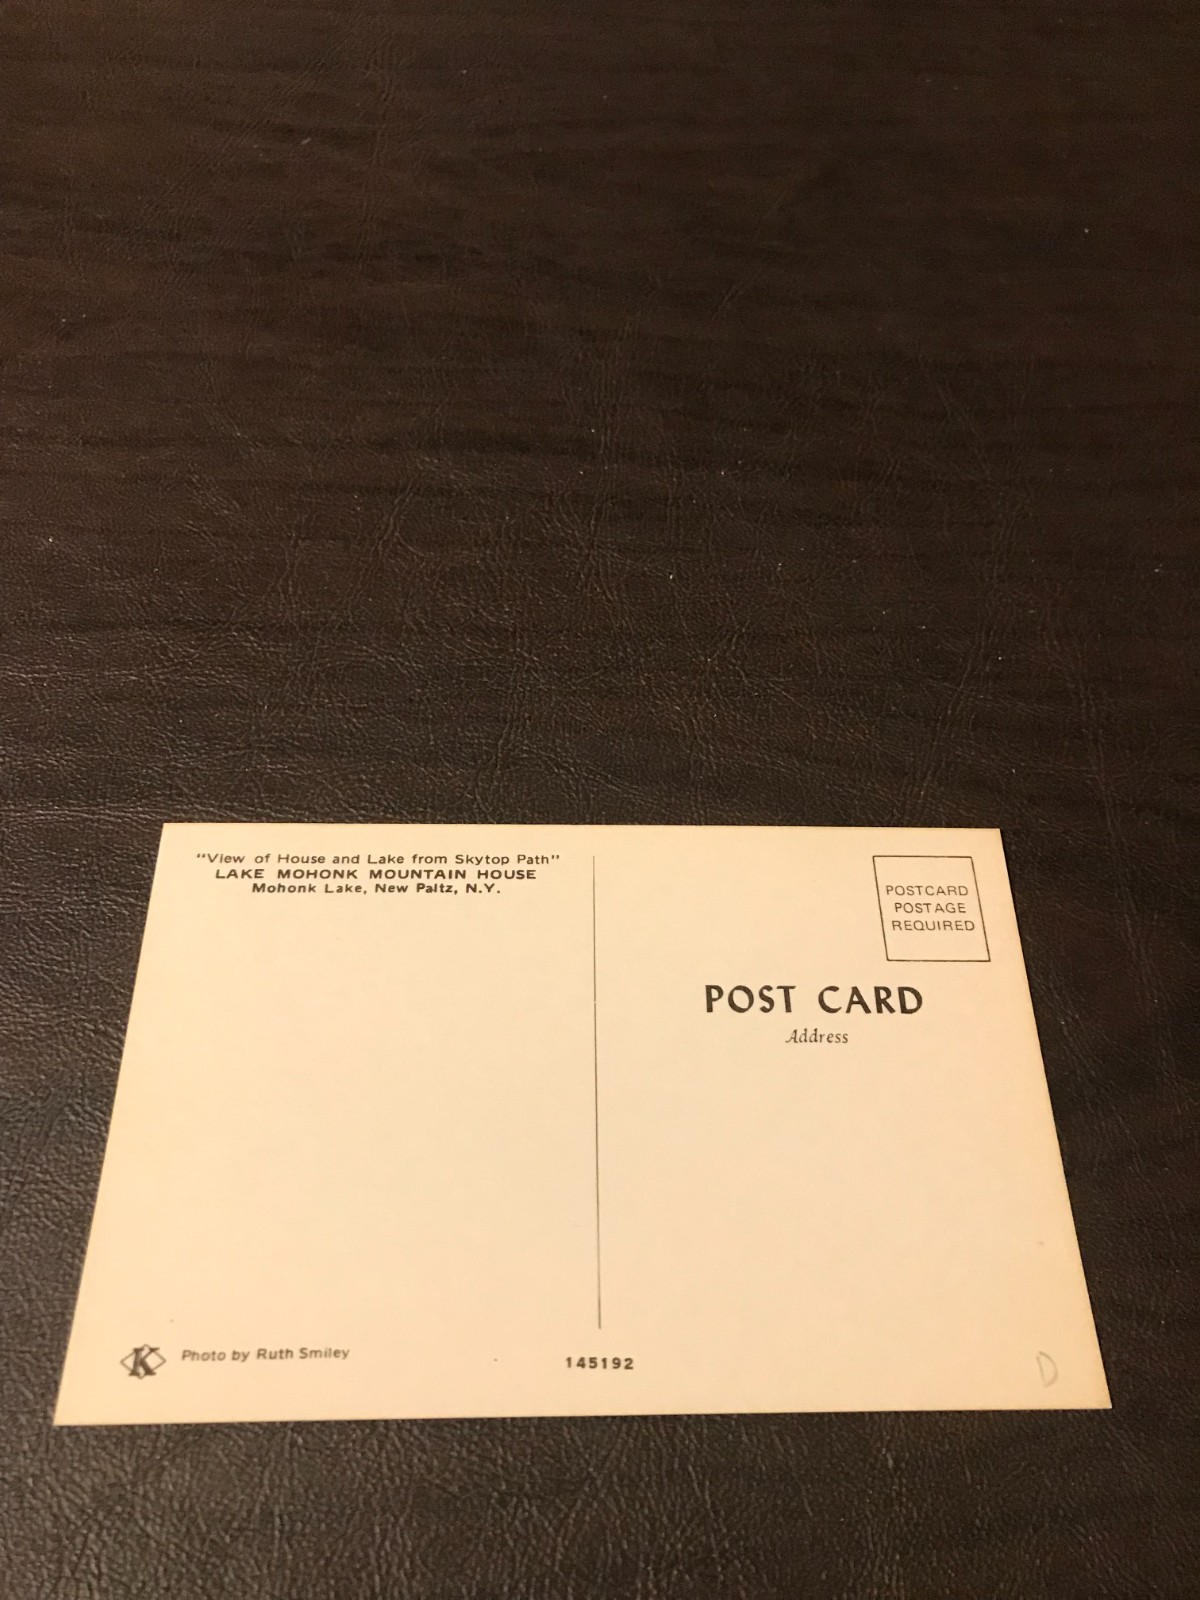 "View of House and Lake from Skytop Path"
LAKE MOHONK MOUNTAIN HOUSE
Mohonk Lake, New Paltz, N.Y.
POSTCARD
POSTAGE
REQUIRED
POST CARD
Address
K
Photo by Ruth Smiley
145192
D